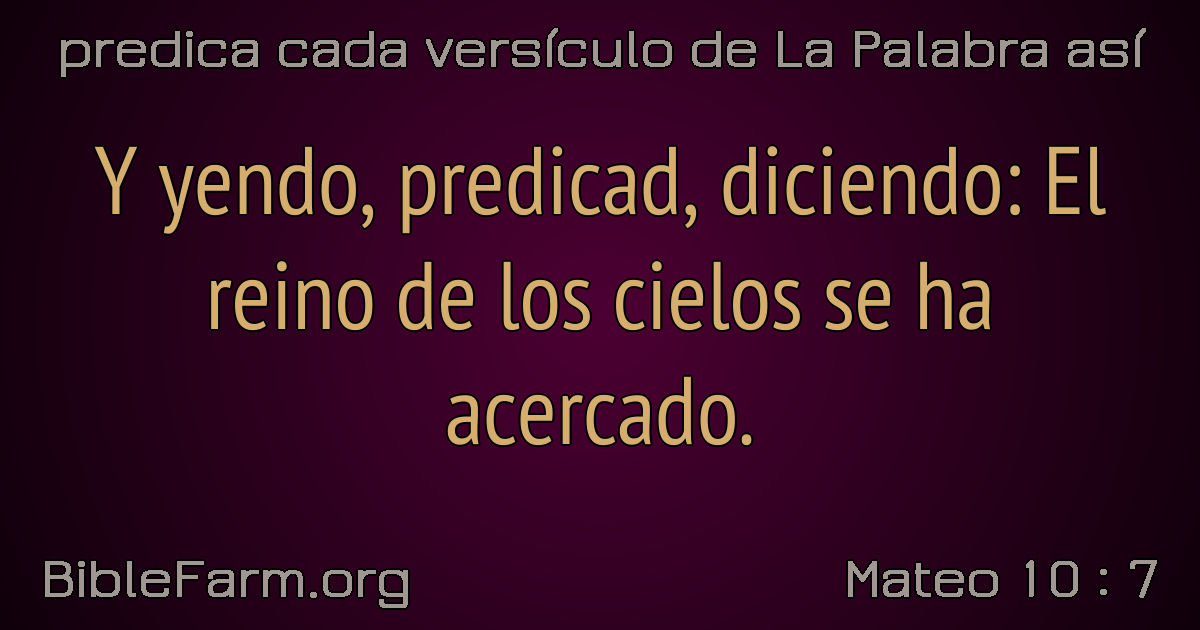 predica cada versículo de La Palabra así
Y yendo, predicad, diciendo: El
reino de los cielos se ha
acercado.
BibleFarm.org
Mateo 10 : 7